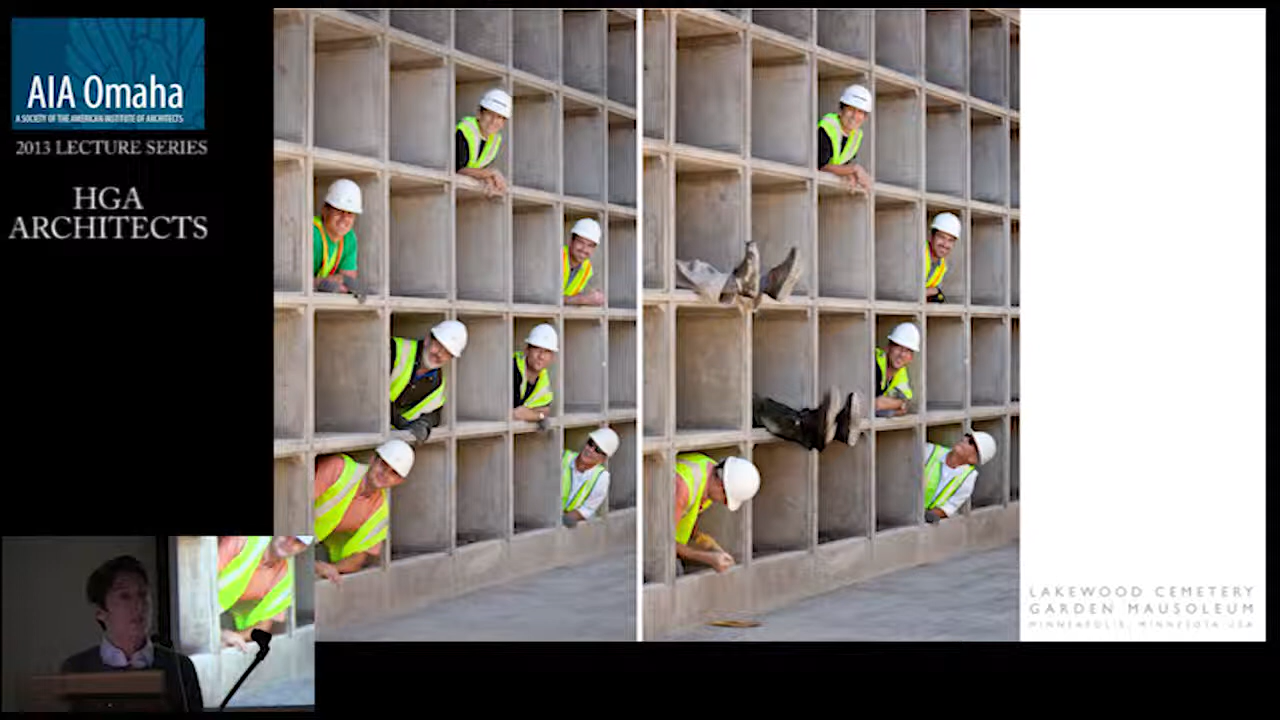 AIA Omaha
A SOCIETY OF THE AMERICAN INSTITUTE OF ARCHITECTS
2013 LECTURE SERIES
HGA
ARCHITECTS
LAKEWOOD CEMETERY
GARDEN MAUSOLEUM
MINNEAPOLIS, MINNESOTA USA